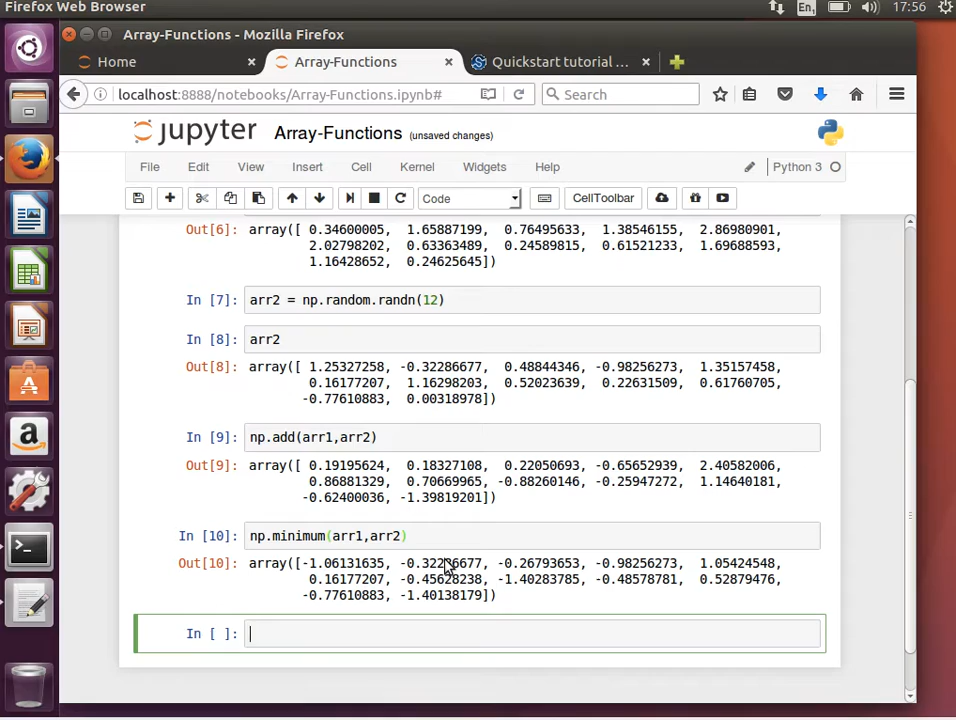 Firefox Web Browser
En1
17:56
Array-Functions - Mozilla Firefox
Home
Array-Functions
Quickstart tutorial ...
localhost:8888/notebooks/Array-Functions.ipynb#
Search
jupyter
Array-Functions (unsaved changes)
File Edit View Insert Cell Kernel Widgets Help
Python 3
Code
CellToolbar
Out[6]: array([ 0.34600005, 1.65887199, 0.76495633, 1.38546155, 2.86980901,
2.02798202, 0.63363489, 0.24589815, 0.61521233, 1.69688593,
1.16428652, 0.24625645])
In [7]: arr2 = np.random.randn(12)
In [8]: arr2
Out[8]: array([ 1.25327258, -0.32286677, 0.48844346, -0.98256273, 1.35157458,
0.16177207, 1.16298203, 0.52023639, 0.22631509, 0.61760705,
-0.77610883, 0.00318978])
In [9]: np.add(arr1,arr2)
Out[9]: array([ 0.19195624, 0.18327108, 0.22050693, -0.65652939, 2.40582006,
0.86881329, 0.70669965, -0.88260146, -0.25947272, 1.14640181,
-0.62400036, -1.39819201])
In [10]: np.minimum(arr1,arr2)
Out[10]: array([-1.06131635, -0.32286677, -0.26793653, -0.98256273, 1.05424548,
0.16177207, -0.45628238, -1.40283785, -0.48578781, 0.52879476,
-0.77610883, -1.40138179])
In [ ]: